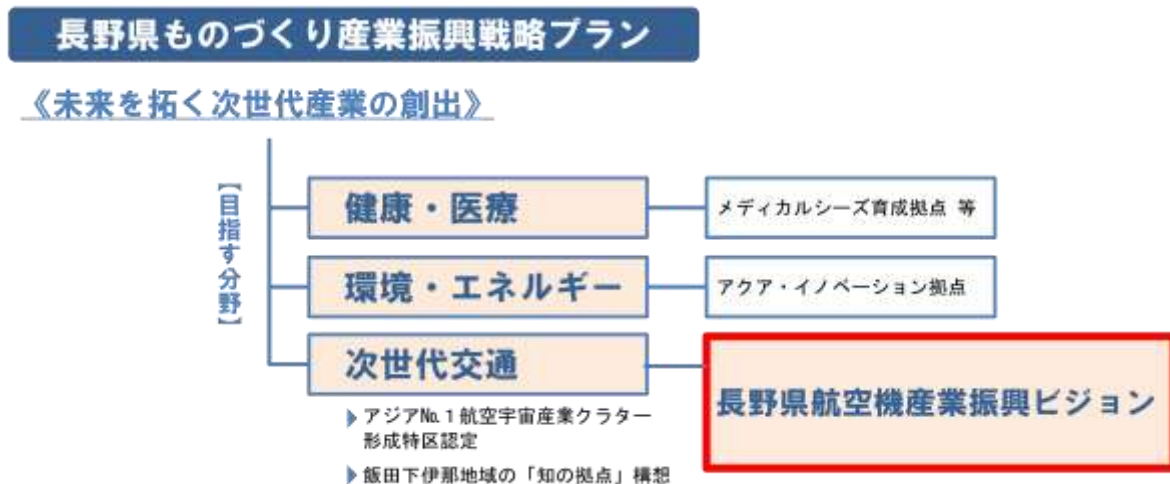 長野県ものづくり産業振興戦略プラン
《未来を拓く次世代産業の創出》
【目指す分野】
健康・医療
メディカルシーズ育成拠点 等
環境・エネルギー
アクア・イノベーション拠点
次世代交通
長野県航空機産業振興ビジョン
アジア№1航空宇宙産業クラター
形成特区認定
飯田下伊那地域の「知の拠点」構想